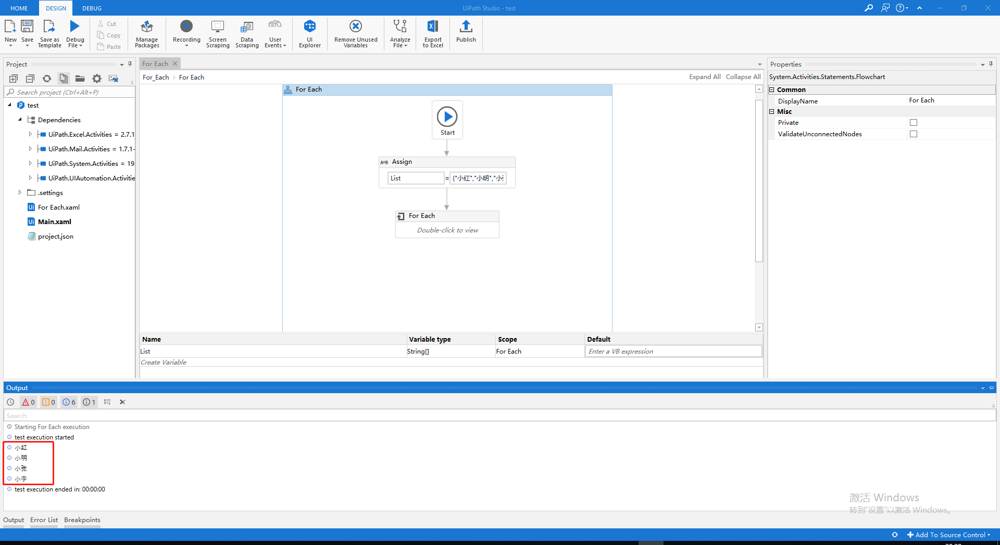 HOME DESIGN DEBUG UiPath Studio - test
New Save Save as Template Debug File Cut Copy Paste Manage Packages Recording Screen Scraping Data Scraping User Events UI Explorer Remove Unused Variables Analyze File Export to Excel Publish
Project
Search project (Ctrl+Alt+P)
test
Dependencies
UiPath.Excel.Activities = 2.7.1
UiPath.Mail.Activities = 1.7.1-
UiPath.System.Activities = 19.
UiPath.UIAutomation.Activitie
.settings
For Each.xaml
Main.xaml
project.json
For Each
For_Each > For Each Expand All Collapse All
For Each
Start
A+B Assign
List = {"小红","小明","小
For Each
Double-click to view
Name Variable type Scope Default
List String[] For Each Enter a VB expression
Create Variable
Properties
System.Activities.Statements.Flowchart
Common
DisplayName For Each
Misc
Private
ValidateUnconnectedNodes
Output
0 0 6 1
Search
Starting For Each execution
test execution started
小红
小明
小张
小李
test execution ended in: 00:00:00
激活 Windows
转到"设置"以激活 Windows。
Output Error List Breakpoints
Add To Source Control